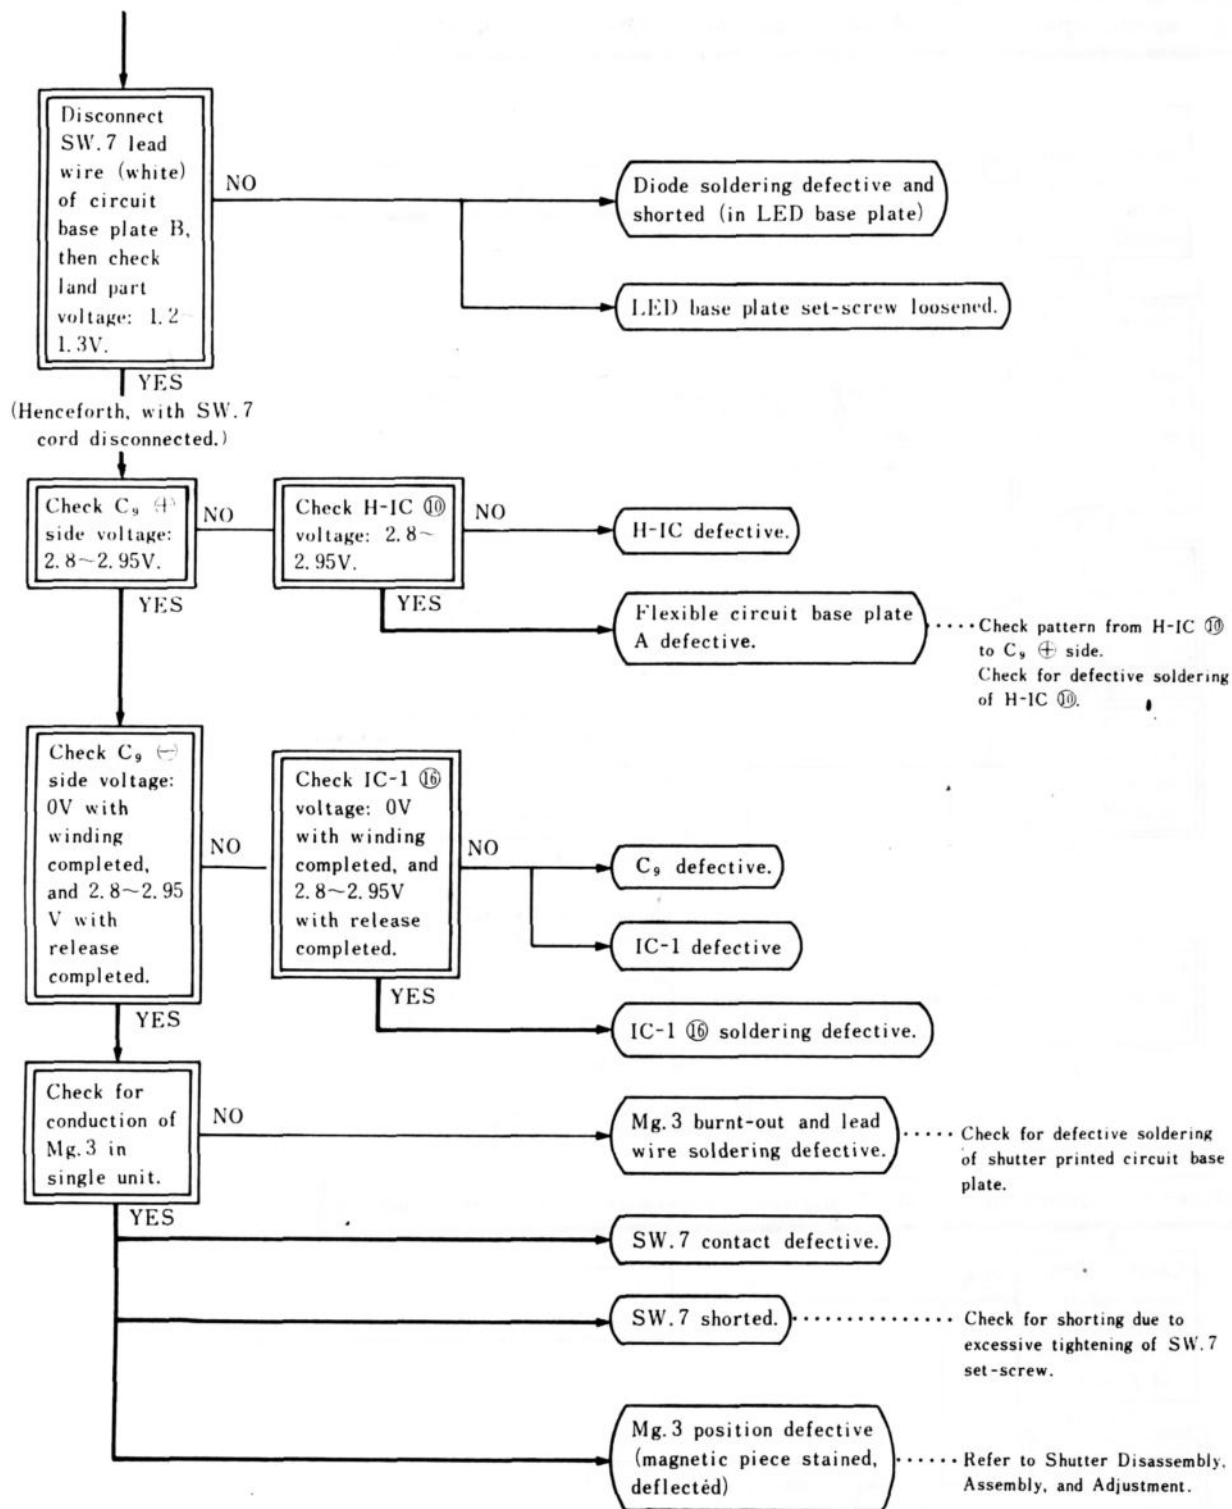 Disconnect
SW.7 lead
wire (white)
of circuit
base plate B,
then check
land part
voltage: 1.2~
1.3V.
NO
Diode soldering defective and
shorted (in LED base plate)
LED base plate set-screw loosened.
YES
(Henceforth, with SW.7
cord disconnected.)
Check C₉ ⊕
side voltage:
2.8~2.95V.
NO
Check H-IC ⑩
voltage: 2.8~
2.95V.
NO
H-IC defective.
YES
YES
Flexible circuit base plate
A defective.
····· Check pattern from H-IC ⑩
to C₉ ⊕ side.
Check for defective soldering
of H-IC ⑩.
Check C₉ ⊖
side voltage:
0V with
winding
completed,
and 2.8~2.95
V with
release
completed.
NO
Check IC-1 ⑯
voltage: 0V
with winding
completed, and
2.8~2.95V
with release
completed.
NO
C₉ defective.
IC-1 defective
YES
IC-1 ⑯ soldering defective.
YES
Check for
conduction of
Mg.3 in
single unit.
NO
Mg.3 burnt-out and lead
wire soldering defective.
······ Check for defective soldering
of shutter printed circuit base
plate.
YES
SW.7 contact defective.
SW.7 shorted.
·············· Check for shorting due to
excessive tightening of SW.7
set-screw.
Mg.3 position defective
(magnetic piece stained,
deflected)
······ Refer to Shutter Disassembly,
Assembly, and Adjustment.